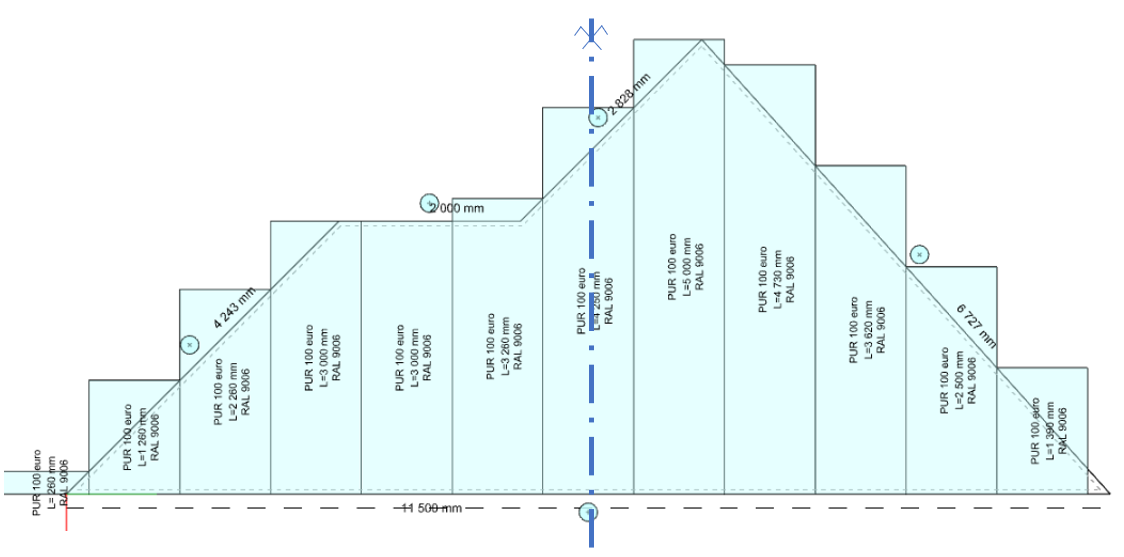 PUR 100 euro
L= 260 mm
RAL 9006
PUR 100 euro
L=1 260 mm
RAL 9006
4 243 mm
PUR 100 euro
L=2 260 mm
RAL 9006
PUR 100 euro
L=3 000 mm
RAL 9006
2 000 mm
PUR 100 euro
L=3 000 mm
RAL 9006
PUR 100 euro
L=3 260 mm
RAL 9006
2 828 mm
PUR 100 euro
L=4 260 mm
RAL 9006
PUR 100 euro
L=5 000 mm
RAL 9006
PUR 100 euro
L=4 730 mm
RAL 9006
PUR 100 euro
L=3 620 mm
RAL 9006
6 727 mm
PUR 100 euro
L=2 500 mm
RAL 9006
PUR 100 euro
L=1 390 mm
RAL 9006
11 500 mm